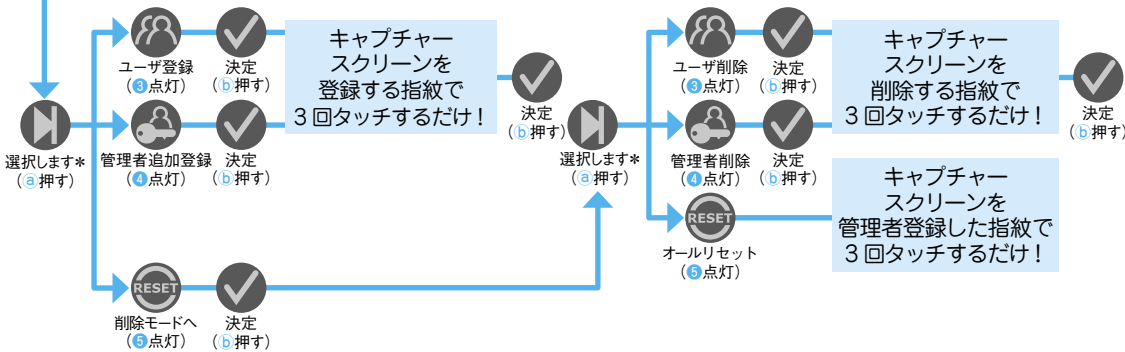 選択します*
(ⓐ押す)
ユーザ登録
(❸点灯)
決定
(ⓑ押す)
管理者追加登録
(❹点灯)
決定
(ⓑ押す)
キャプチャー
スクリーンを
登録する指紋で
3回タッチするだけ!
決定
(ⓑ押す)
RESET
削除モードへ
(❺点灯)
決定
(ⓑ押す)
選択します*
(ⓐ押す)
ユーザ削除
(❸点灯)
決定
(ⓑ押す)
管理者削除
(❹点灯)
決定
(ⓑ押す)
キャプチャー
スクリーンを
削除する指紋で
3回タッチするだけ!
決定
(ⓑ押す)
RESET
オールリセット
(❺点灯)
キャプチャー
スクリーンを
管理者登録した指紋で
3回タッチするだけ!